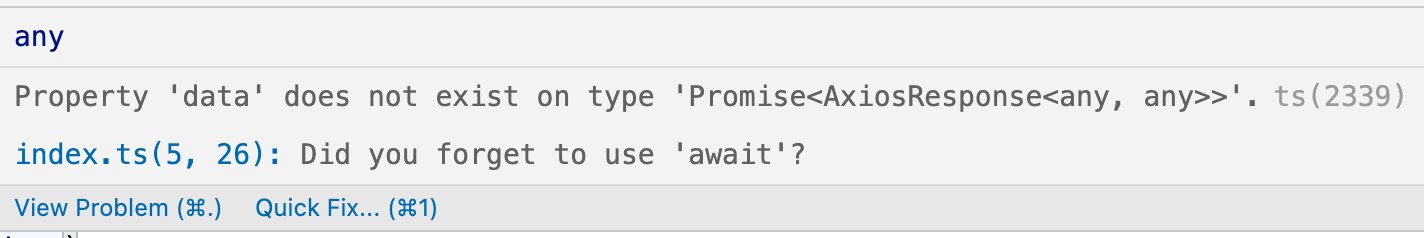 any
Property 'data' does not exist on type 'Promise<AxiosResponse<any, any>>'. ts(2339)
index.ts(5, 26): Did you forget to use 'await'?
View Problem (⌘.) Quick Fix... (⌘1)